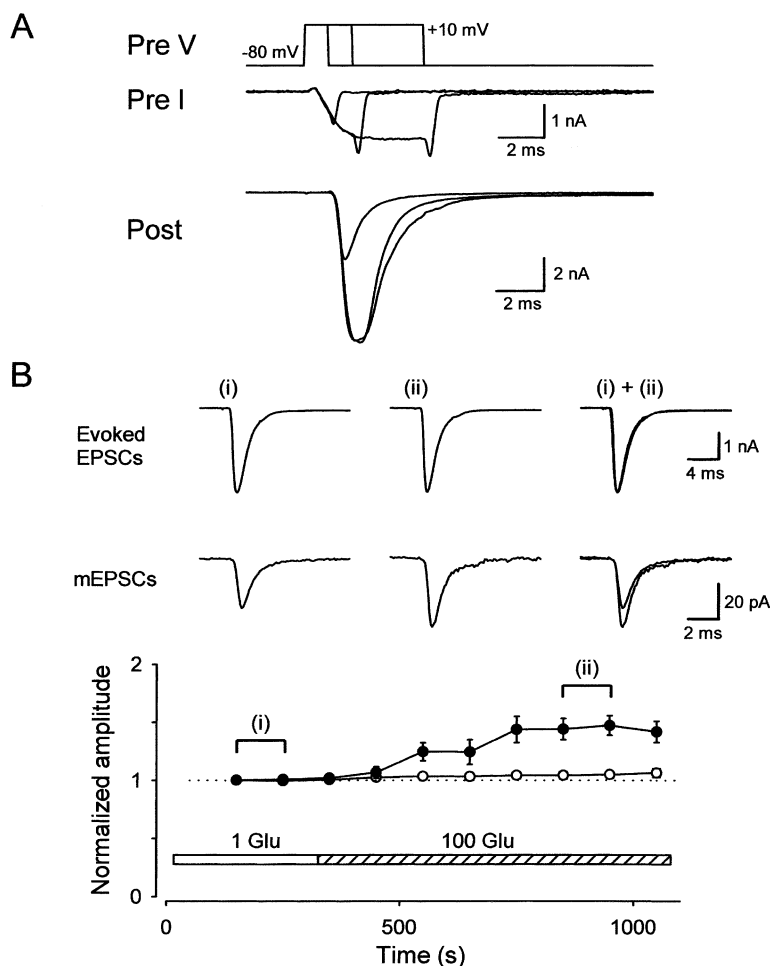 A
Pre V
-80 mV
+10 mV
Pre I
1 nA
2 ms
Post
2 nA
2 ms
B
(i)
(ii)
(i) + (ii)
Evoked
EPSCs
1 nA
4 ms
mEPSCs
20 pA
2 ms
Normalized amplitude
2
1
0
(i)
(ii)
1 Glu
100 Glu
0
500
1000
Time (s)